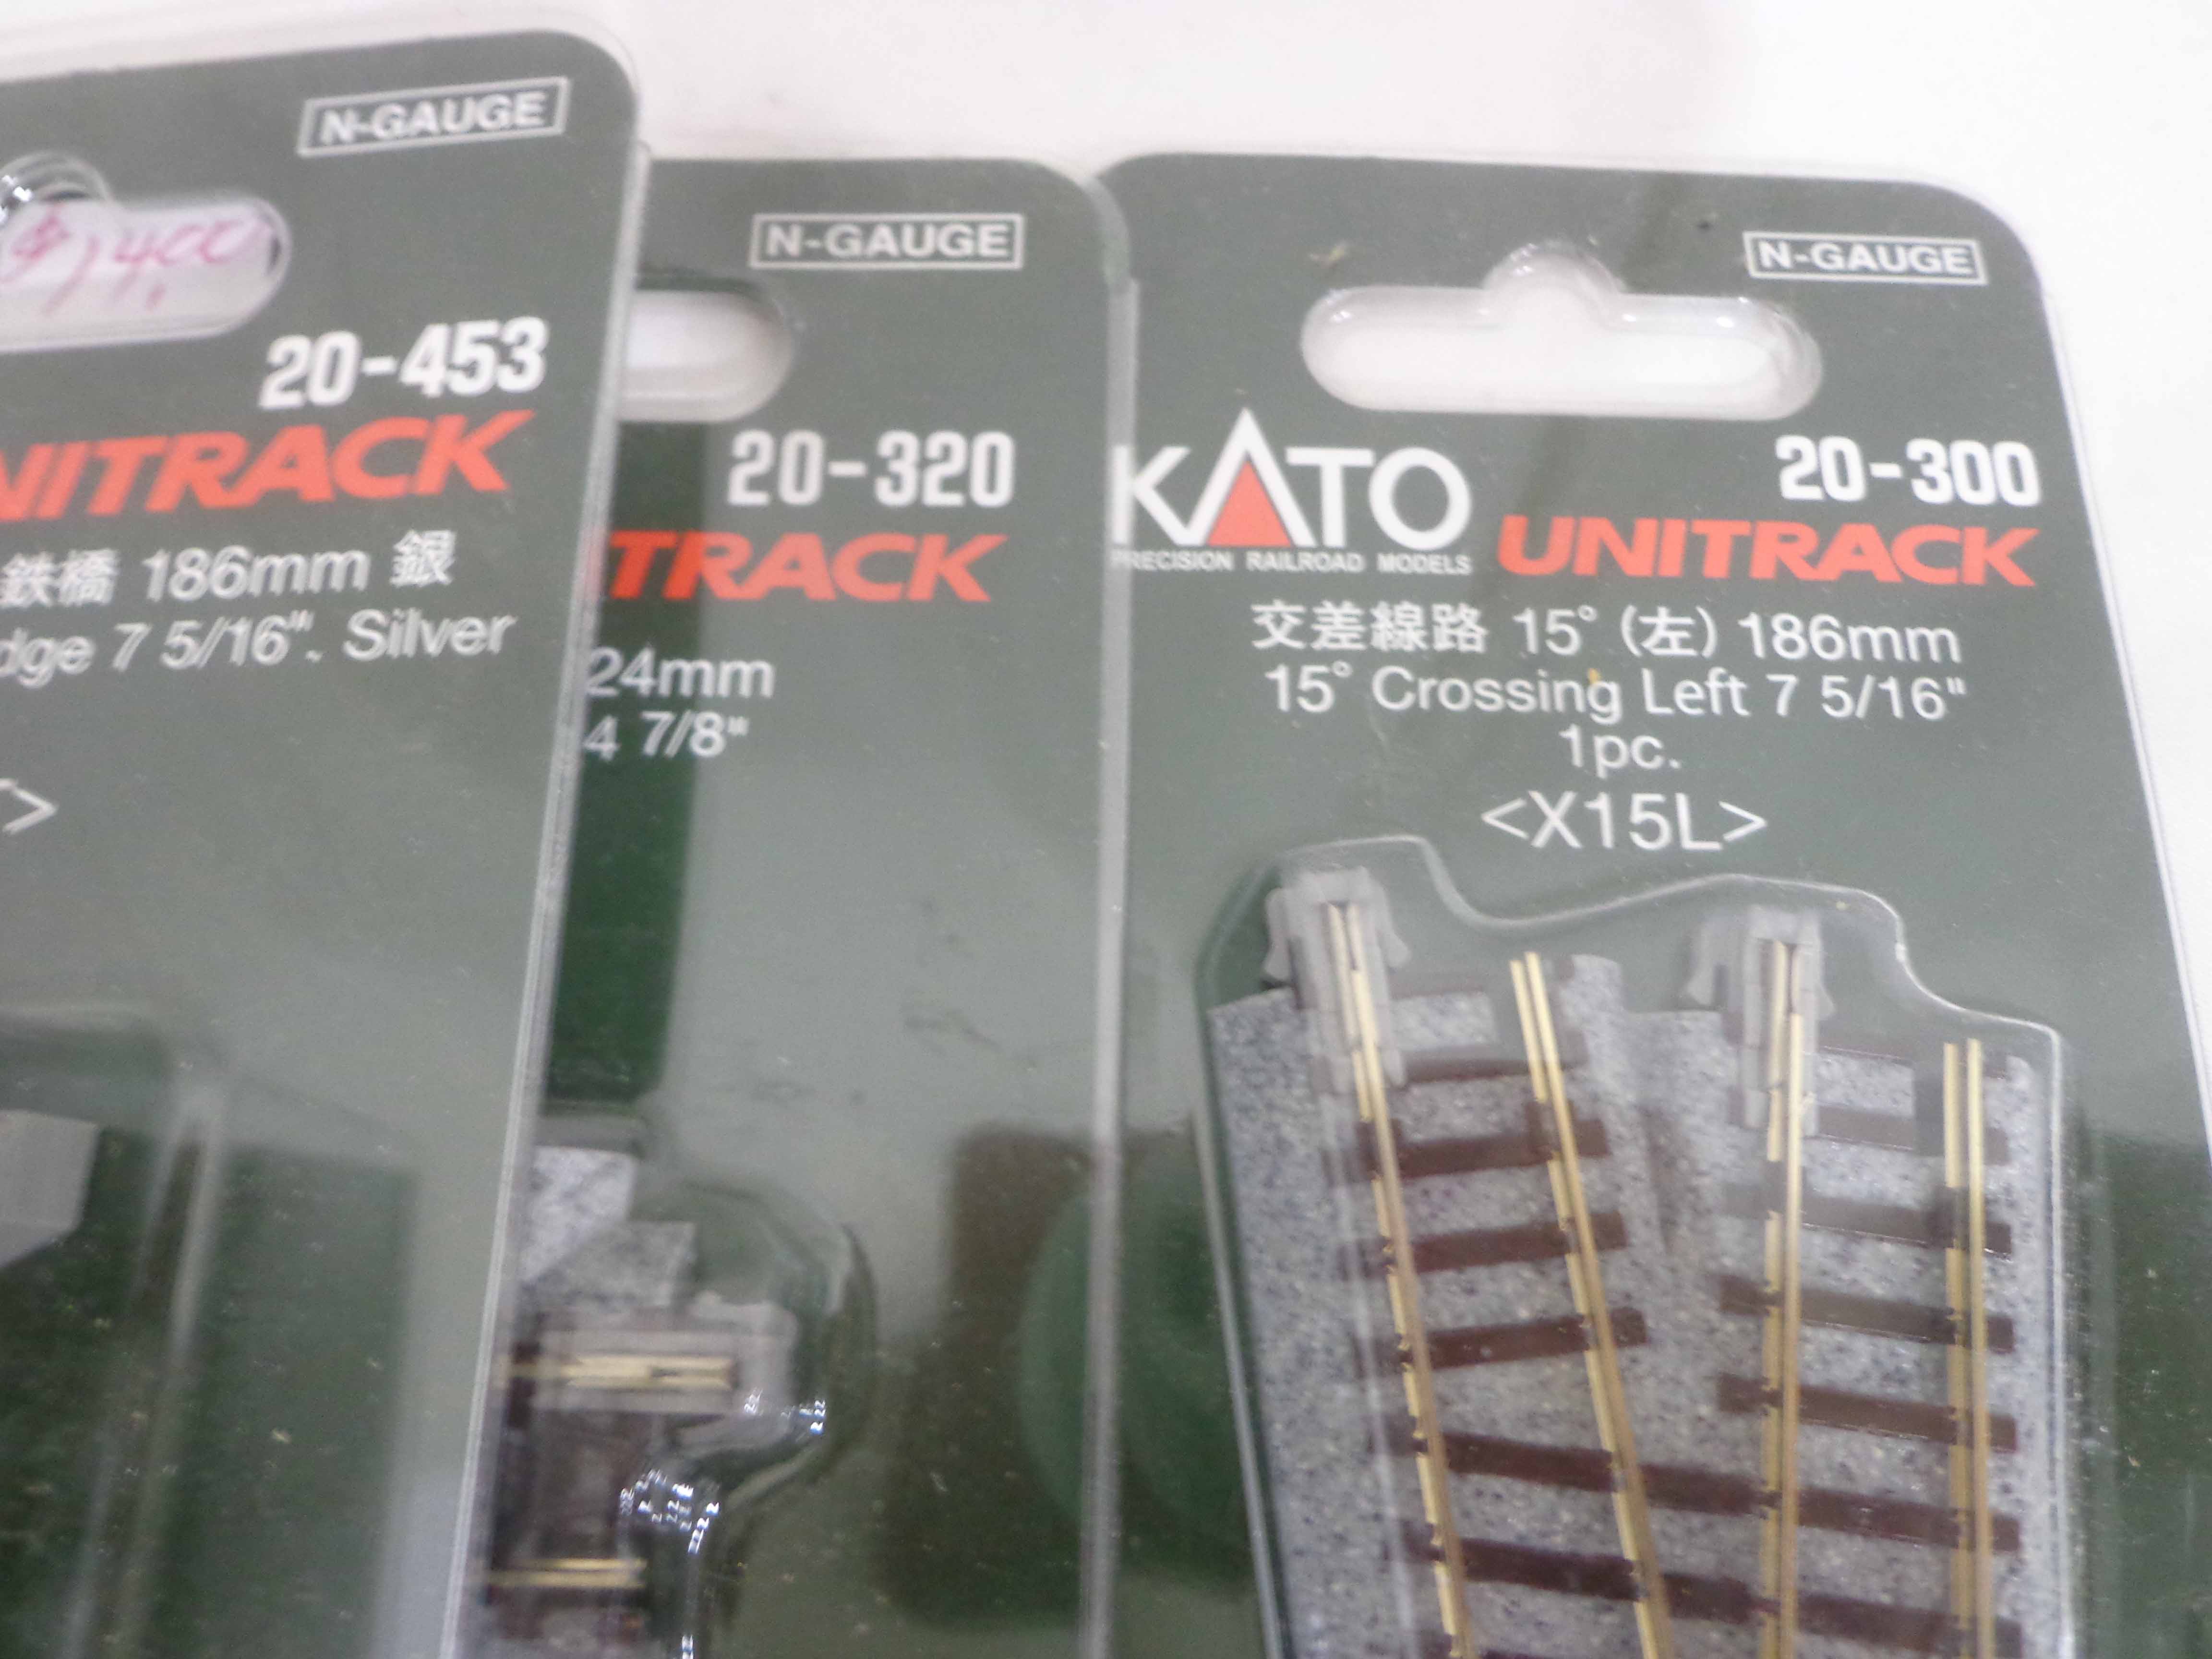 N-GAUGE
1,400
20-453
NITRACK
鉄橋 186mm 銀
dge 7 5/16". Silver
>
N-GAUGE
20-320
TRACK
24mm
4 7/8"
N-GAUGE
20-300
KATO
PRECISION RAILROAD MODELS
UNITRACK
交差線路 15° (左) 186mm
15° Crossing Left 7 5/16"
1pc.
<X15L>